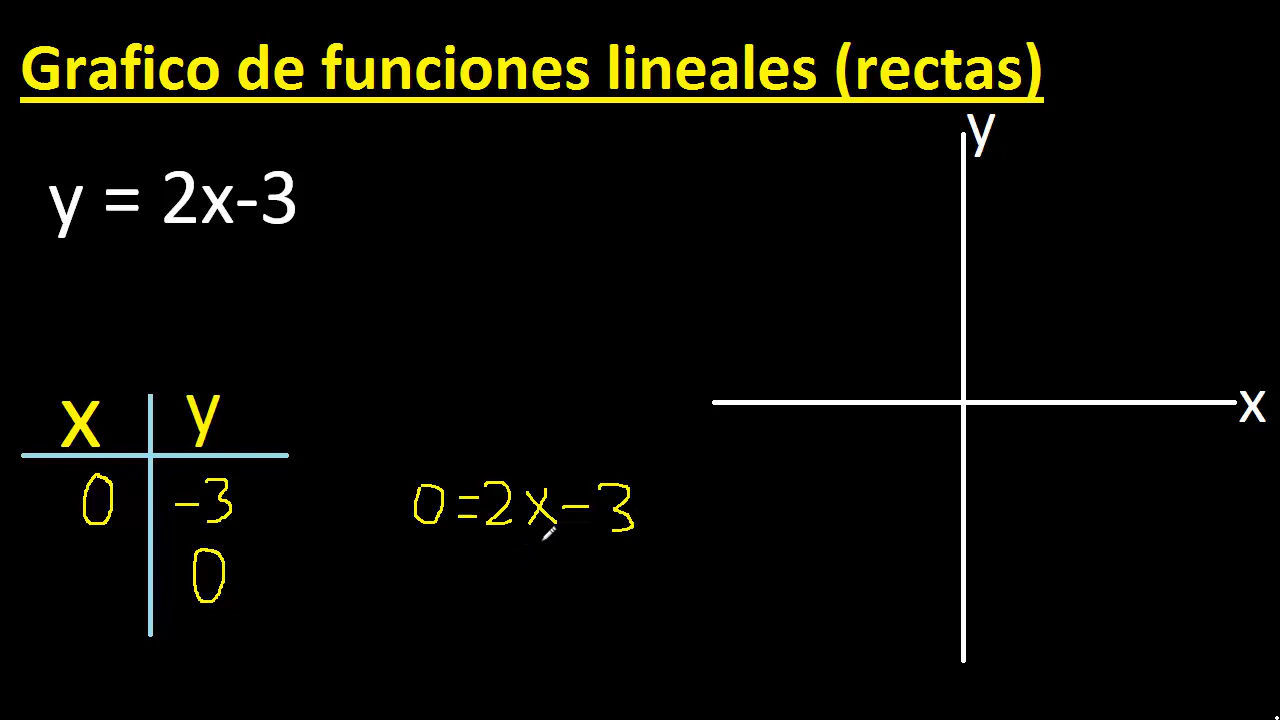 Grafico de funciones lineales (rectas)
y
y = 2x-3
x
x y
0 -3
0=2x-3
0